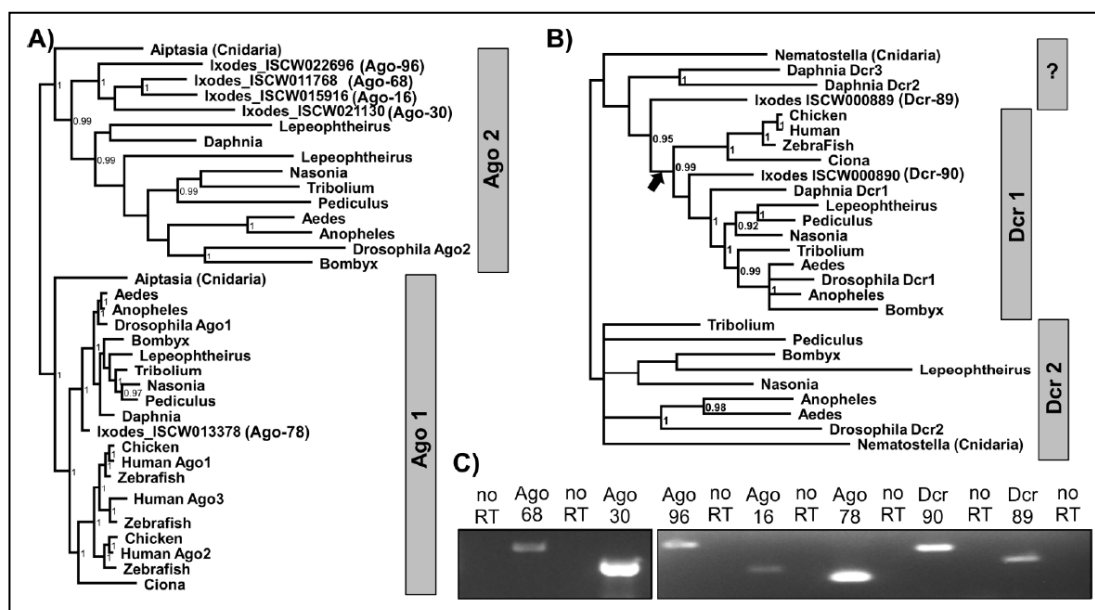 A)
Aiptasia (Cnidaria)
Ixodes_ISCW022696 (Ago-96)
1
1
Ixodes_ISCW011768 (Ago-68)
1
Ixodes_ISCW015916 (Ago-16)
1
Ixodes_ISCW021130 (Ago-30)
0.99
Lepeophtheirus
0.99
Daphnia
Lepeophtheirus
Nasonia
0.99
Tribolium
Pediculus
Aedes
1
Anopheles
Drosophila Ago2
1
Bombyx
Ago 2
Aiptasia (Cnidaria)
Aedes
1
Anopheles
1
Drosophila Ago1
Bombyx
1
Lepeophtheirus
Tribolium
1
1
Nasonia
0.97
Pediculus
1
Daphnia
1
Ixodes_ISCW013378 (Ago-78)
Chicken
1
Human Ago1
1
Zebrafish
Human Ago3
1
Zebrafish
1
Chicken
1
Human Ago2
1
Zebrafish
Ciona
Ago 1
B)
Nematostella (Cnidaria)
Daphnia Dcr3
1
Daphnia Dcr2
?
Ixodes ISCW000889 (Dcr-89)
Chicken
1
Human
1
ZebraFish
0.95
1
Ciona
0.99
Ixodes ISCW000890 (Dcr-90)
Daphnia Dcr1
Lepeophtheirus
1
1
Pediculus
0.92
Nasonia
1
Tribolium
Aedes
0.99
Drosophila Dcr1
1
Anopheles
Bombyx
Dcr 1
Tribolium
Pediculus
Bombyx
Lepeophtheirus
Nasonia
Anopheles
0.98
Aedes
1
Drosophila Dcr2
Nematostella (Cnidaria)
Dcr 2
C)
no Ago no Ago Ago no Ago no Ago no Dcr no Dcr no
RT 68 RT 30 96 RT 16 RT 78 RT 90 RT 89 RT